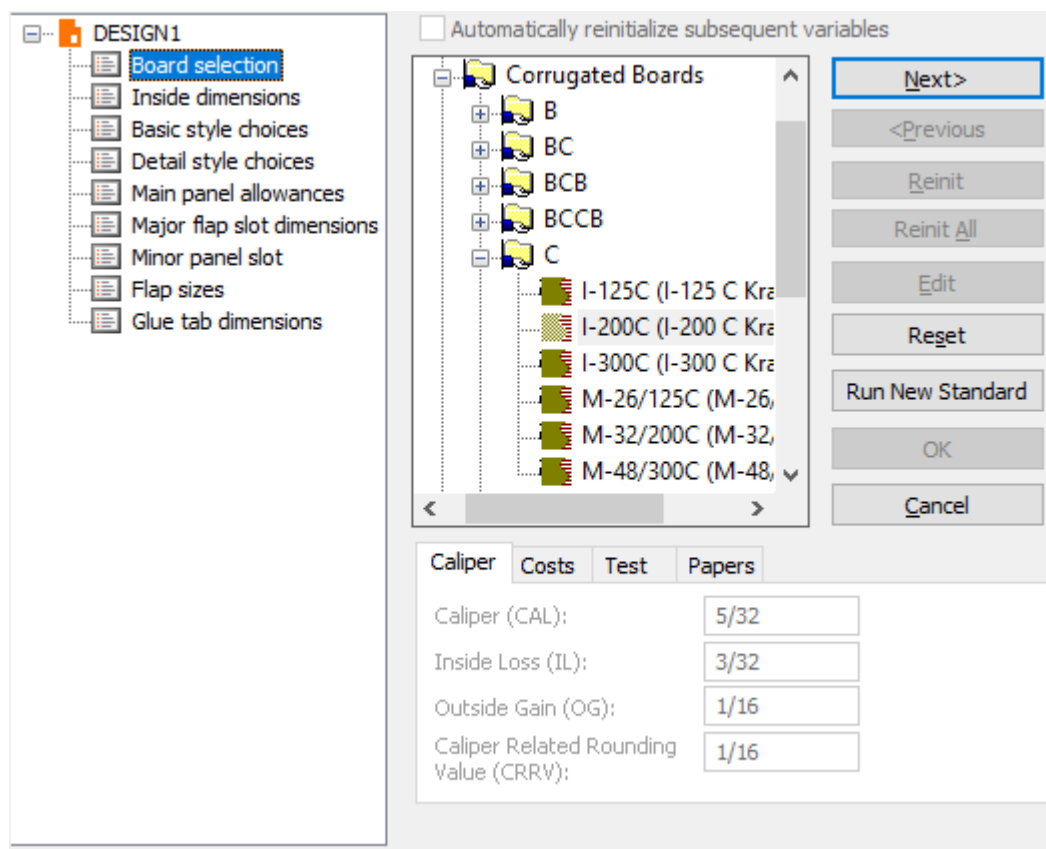 DESIGN1
Board selection
Inside dimensions
Basic style choices
Detail style choices
Main panel allowances
Major flap slot dimensions
Minor panel slot
Flap sizes
Glue tab dimensions
Automatically reinitialize subsequent variables
Corrugated Boards
B
BC
BCB
BCCB
C
I-125C (I-125 C Kra
I-200C (I-200 C Kra
I-300C (I-300 C Kra
M-26/125C (M-26/
M-32/200C (M-32/
M-48/300C (M-48/
Next>
<Previous
Reinit
Reinit All
Edit
Reset
Run New Standard
OK
Cancel
Caliper Costs Test Papers
Caliper (CAL): 5/32
Inside Loss (IL): 3/32
Outside Gain (OG): 1/16
Caliper Related Rounding
Value (CRRV): 1/16